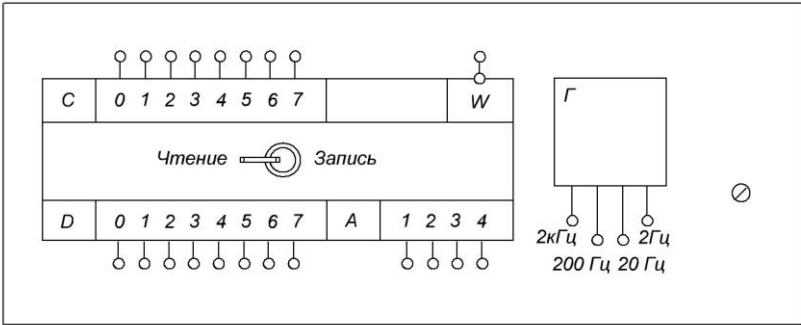 C 0 1 2 3 4 5 6 7 W
Г
Чтение Запись
D 0 1 2 3 4 5 6 7 A 1 2 3 4
2кГц 2Гц
200 Гц 20 Гц